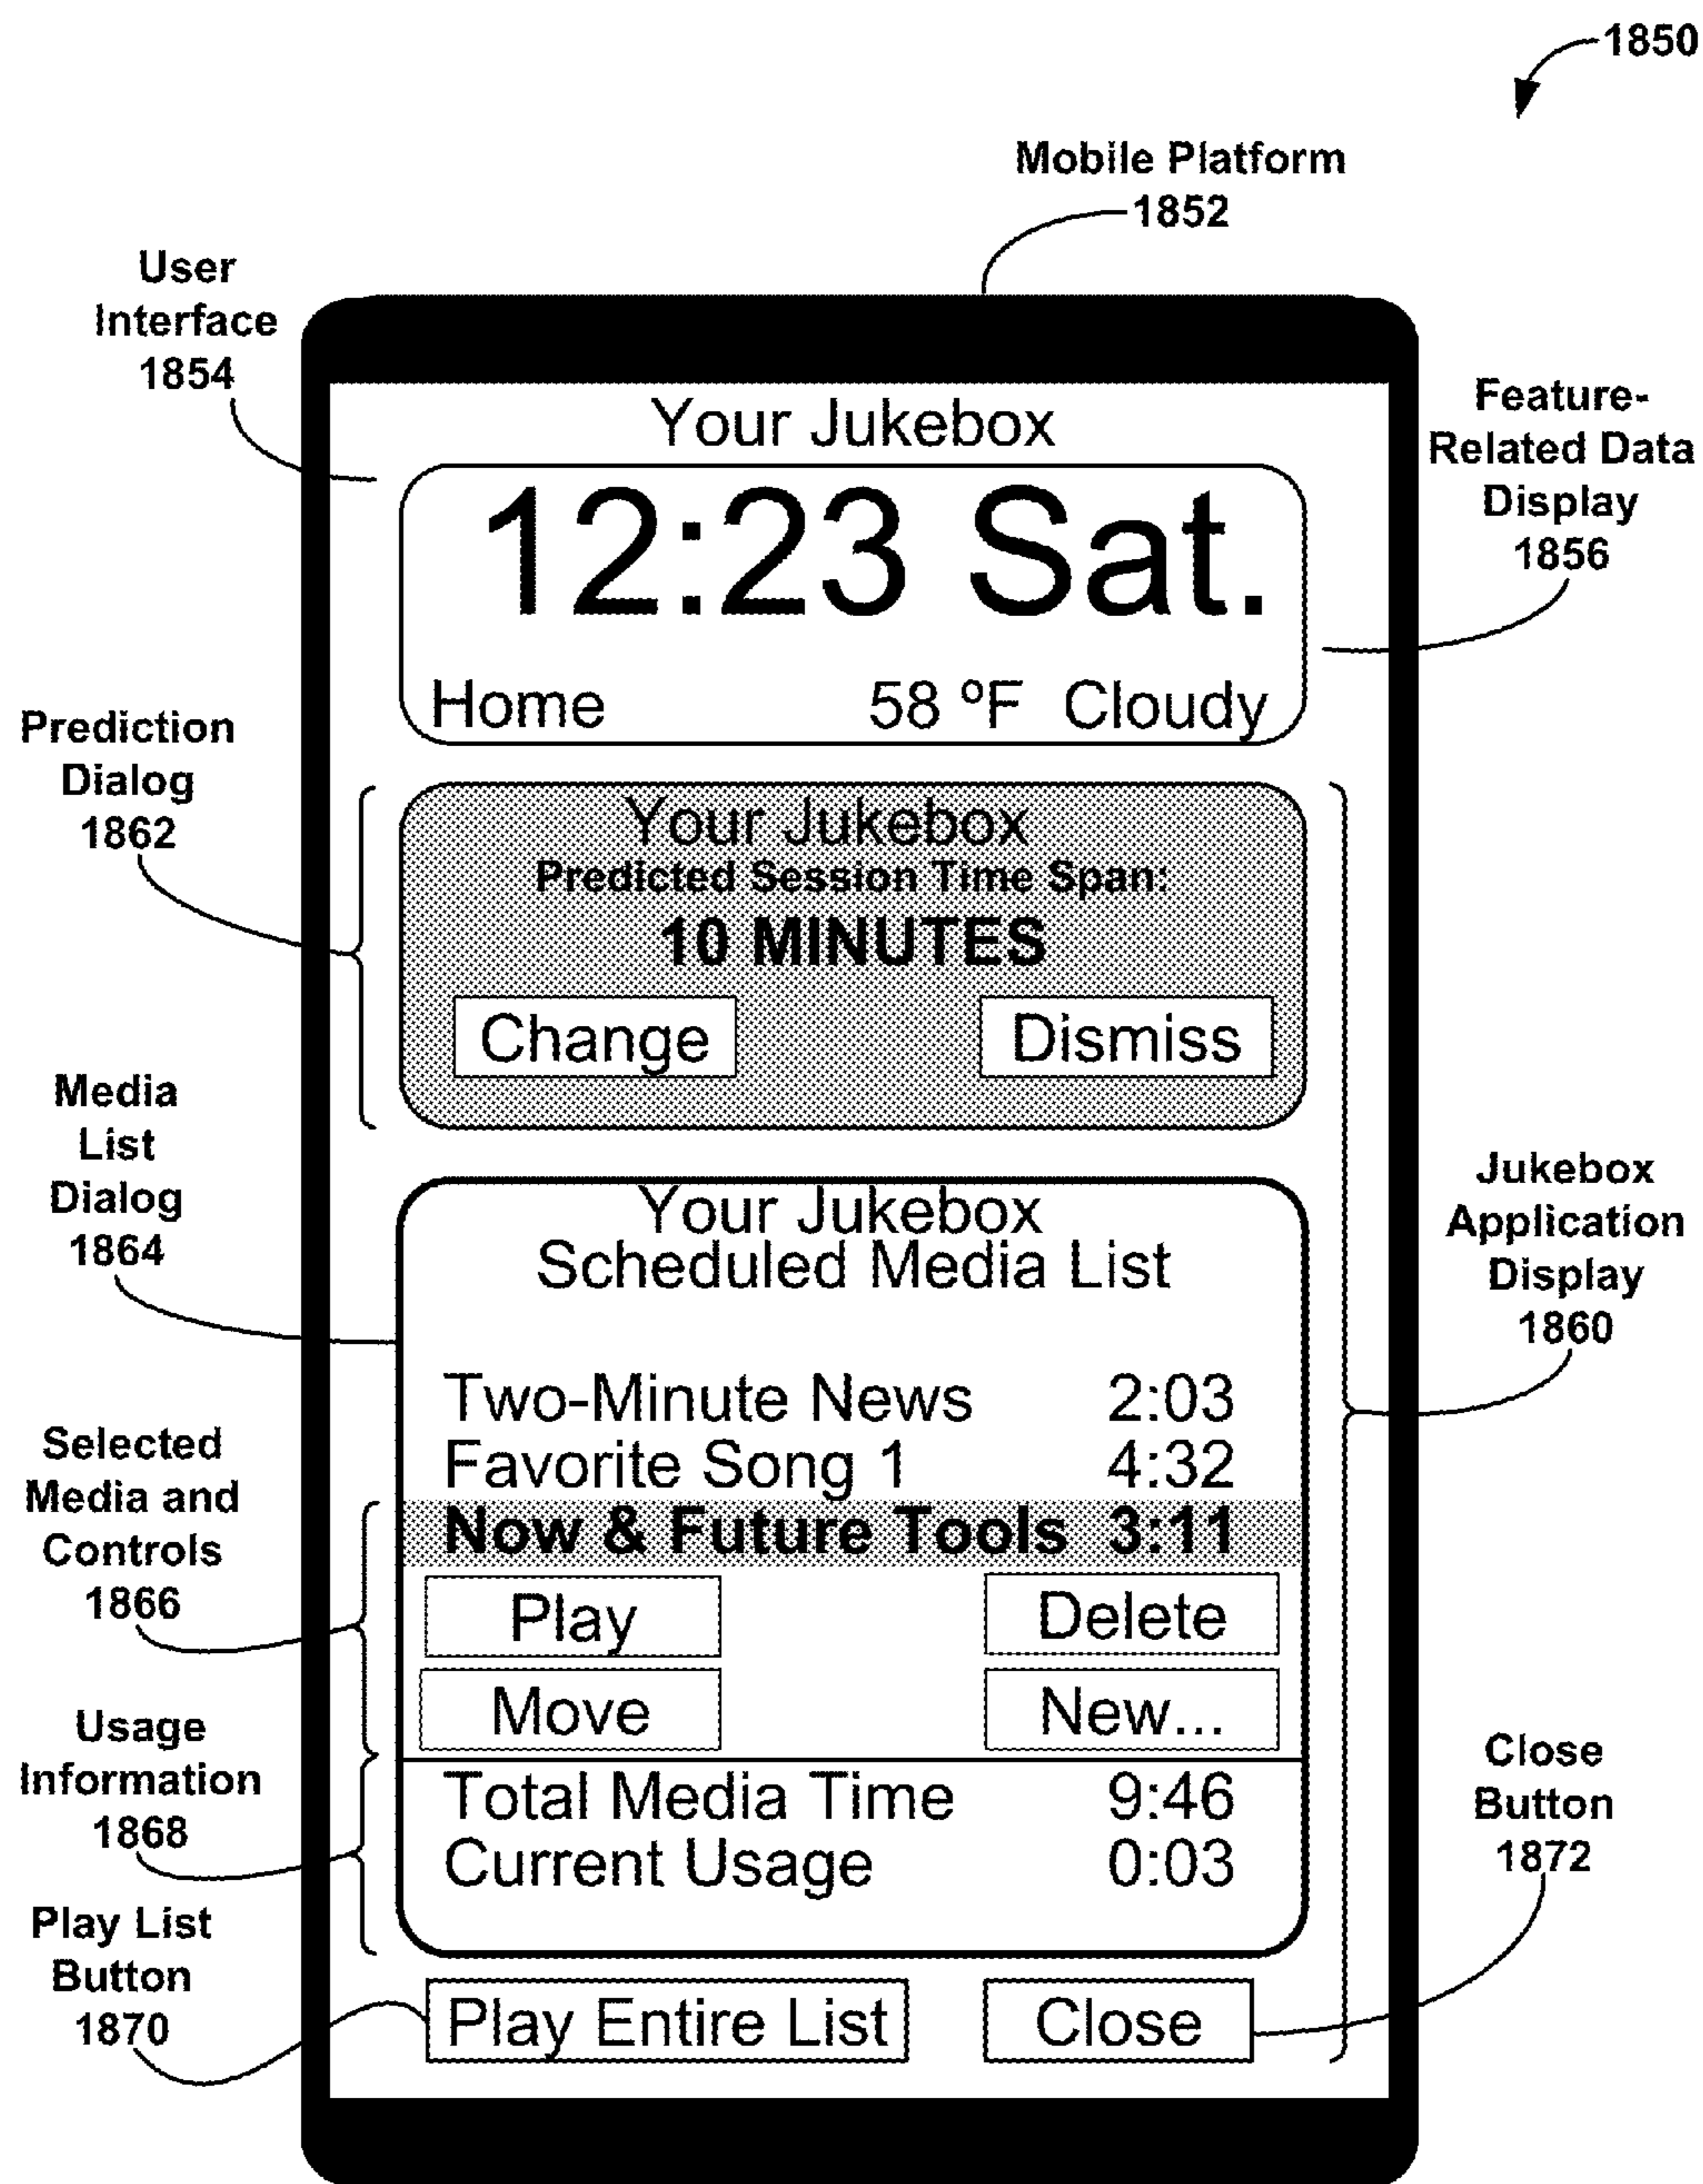 1850
Mobile Platform
1852
User
Interface
1854
Feature-
Related Data
Display
1856
Your Jukebox
12:23 Sat.
Home 58 ºF Cloudy
Prediction
Dialog
1862
Your Jukebox
Predicted Session Time Span:
10 MINUTES
Change Dismiss
Media
List
Dialog
1864
Jukebox
Application
Display
1860
Your Jukebox
Scheduled Media List
Two-Minute News 2:03
Favorite Song 1 4:32
Now & Future Tools 3:11
Selected
Media and
Controls
1866
Play Delete
Move New...
Usage
Information
1868
Total Media Time 9:46
Current Usage 0:03
Close
Button
1872
Play List
Button
1870
Play Entire List Close